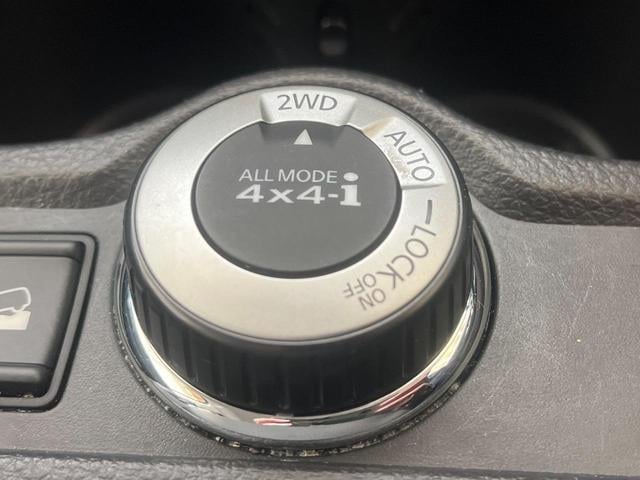 2WD
AUTO
LOCK
ON
OFF
ALL MODE
4x4-i